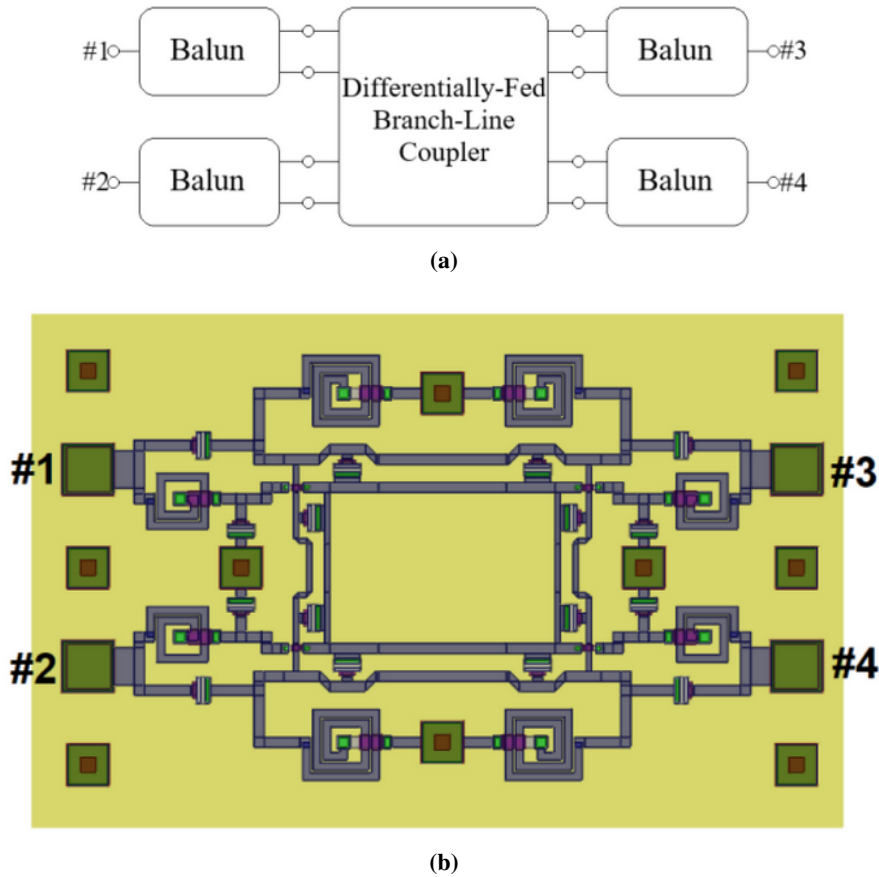 #1 Balun Balun #3
Differentially-Fed
Branch-Line
Coupler
#2 Balun Balun #4
(a)
#1 #3
#2 #4
(b)